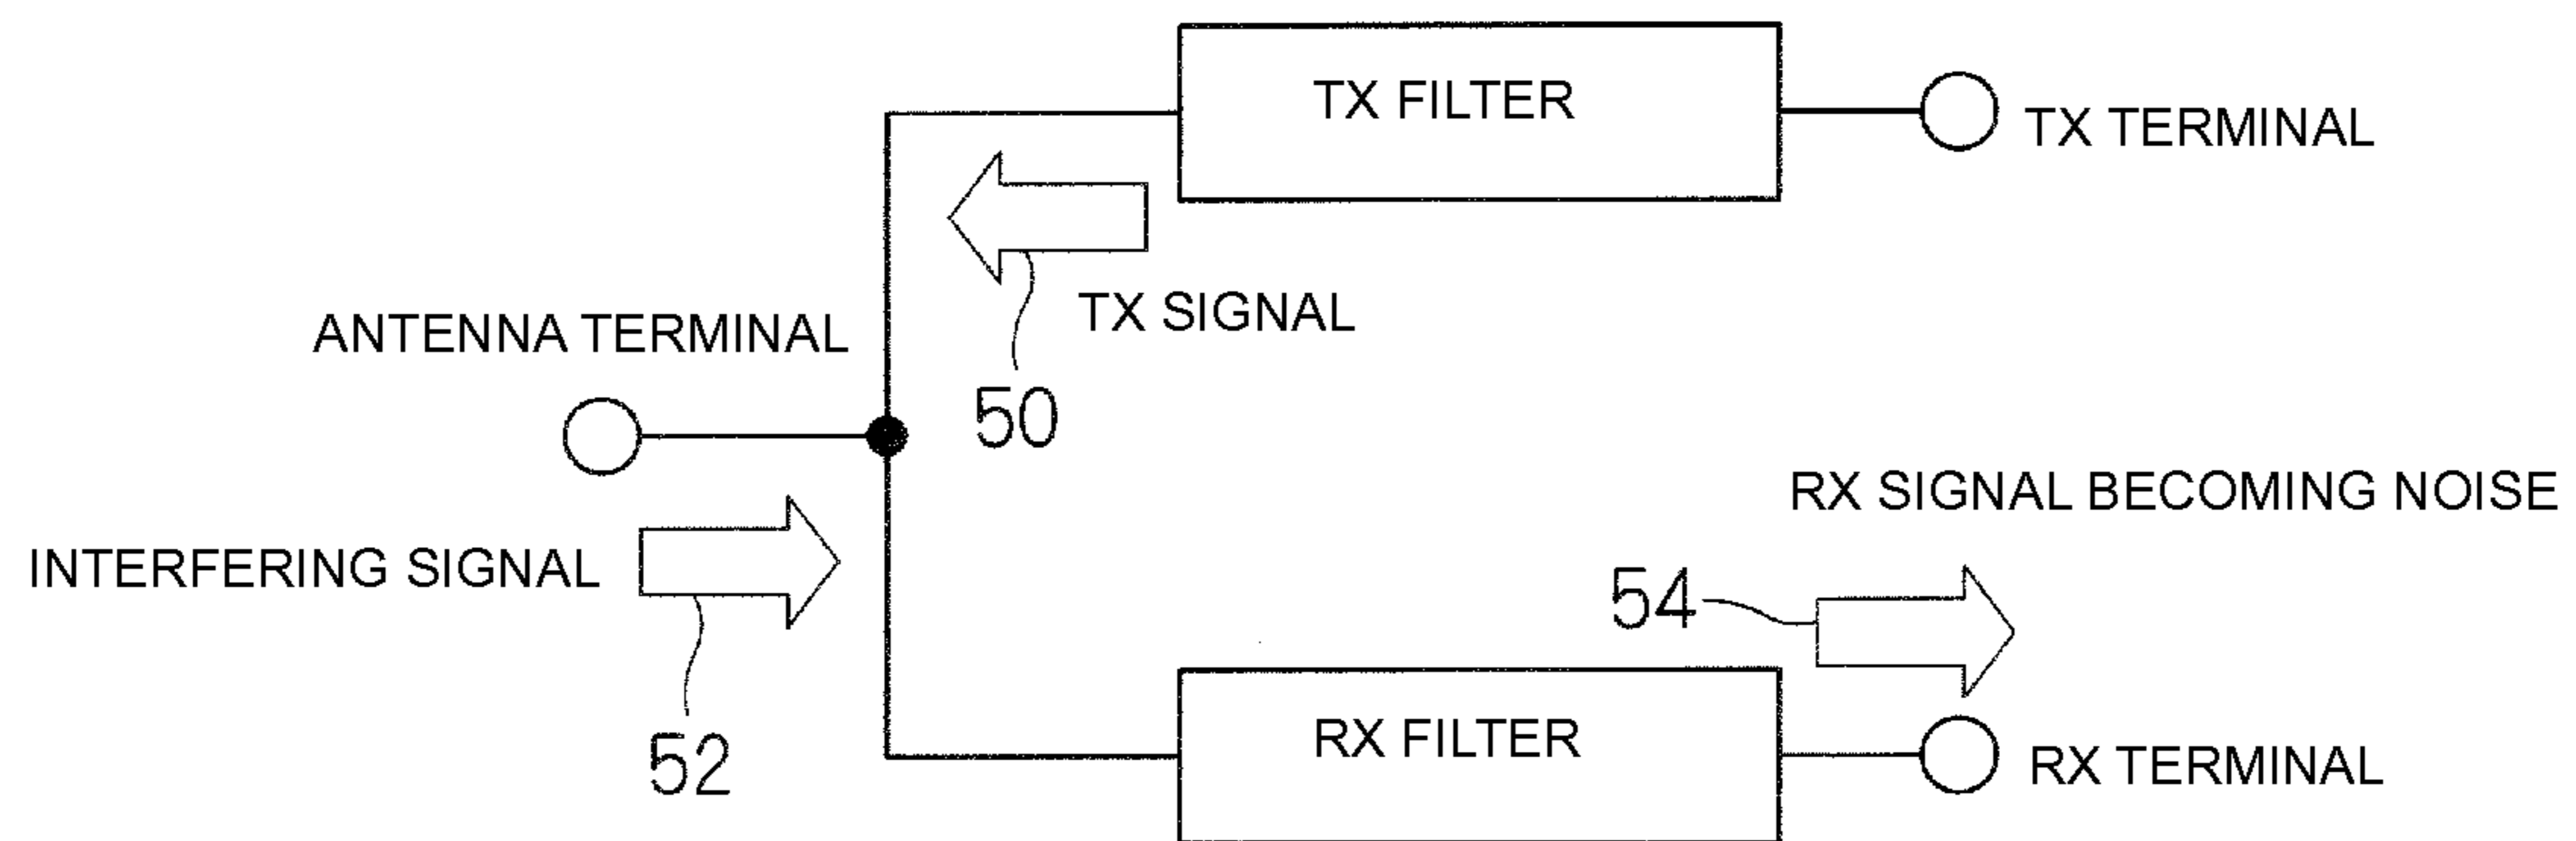 TX FILTER
TX TERMINAL
TX SIGNAL
ANTENNA TERMINAL
50
RX SIGNAL BECOMING NOISE
INTERFERING SIGNAL
54
52
RX FILTER
RX TERMINAL